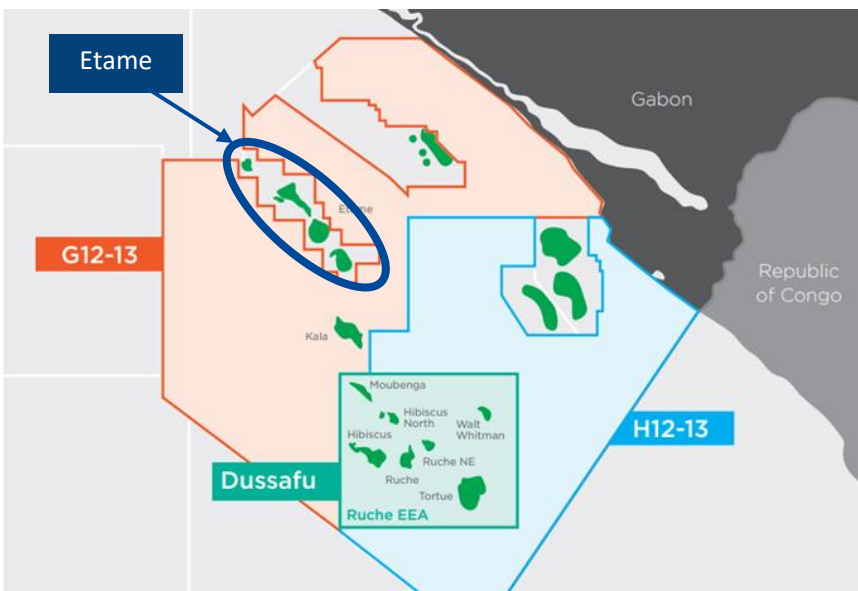 Etame
Gabon
Etame
G12-13
Republic
of Congo
Kala
Moubenga
Hibiscus
North
Walt
Whitman
Hibiscus
H12-13
Ruche NE
Dussafu
Ruche
Tortue
Ruche EEA